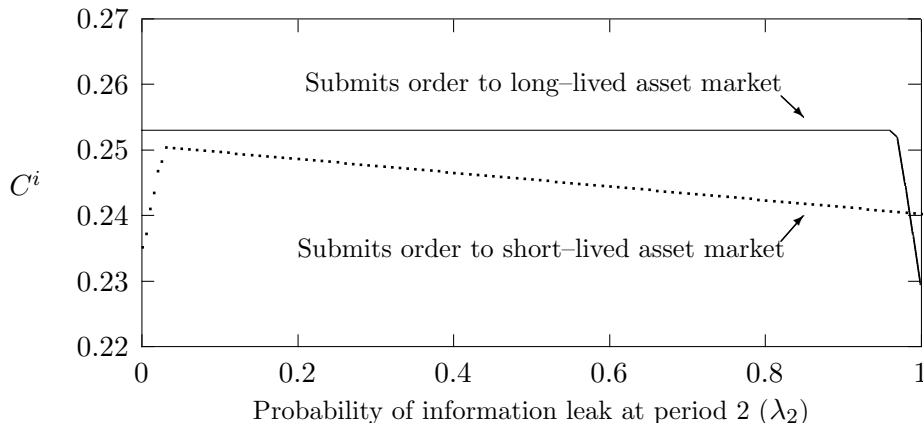 0.27
0.26
0.25
0.24
0.23
0.22
C^i
Submits order to long–lived asset market
Submits order to short–lived asset market
0 0.2 0.4 0.6 0.8 1
Probability of information leak at period 2 (λ₂)